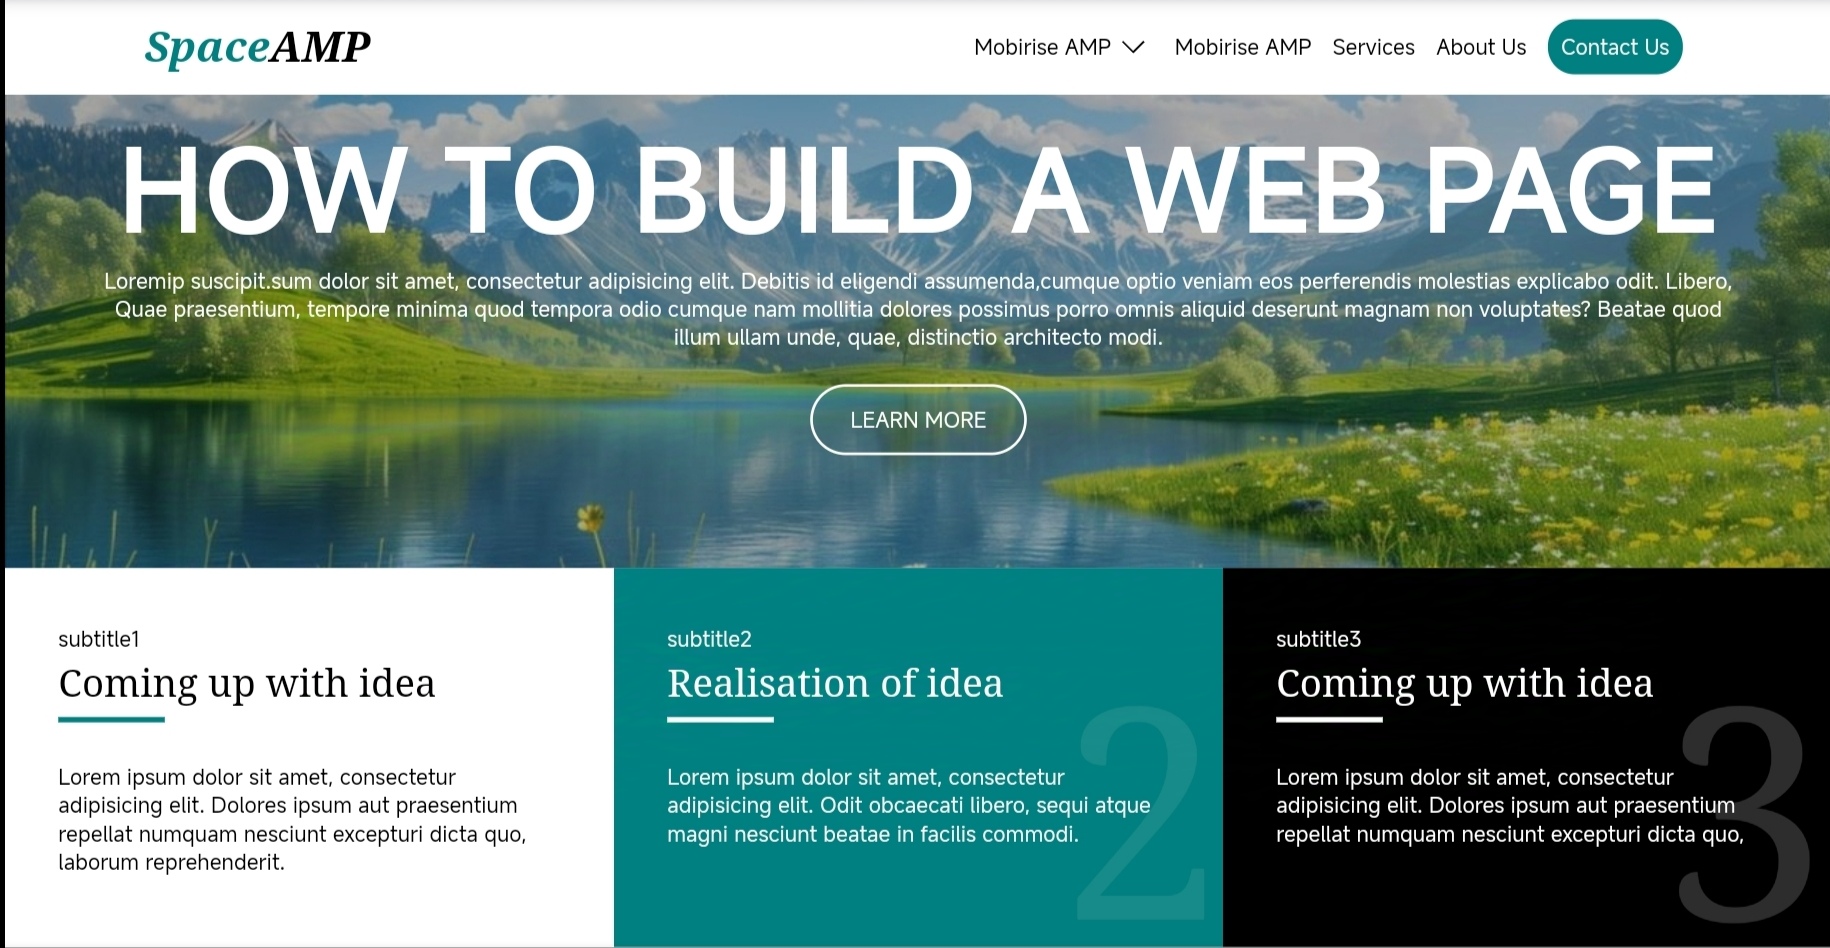 SpaceAMP
Mobirise AMP
Mobirise AMP
Services
About Us
Contact Us
HOW TO BUILD A WEB PAGE
Loremip suscipit.sum dolor sit amet, consectetur adipisicing elit. Debitis id eligendi assumenda,cumque optio veniam eos perferendis molestias explicabo odit. Libero,
Quae praesentium, tempore minima quod tempora odio cumque nam mollitia dolores possimus porro omnis aliquid deserunt magnam non voluptates? Beatae quod
illum ullam unde, quae, distinctio architecto modi.
LEARN MORE
subtitle1
Coming up with idea
Lorem ipsum dolor sit amet, consectetur
adipisicing elit. Dolores ipsum aut praesentium
repellat numquam nesciunt excepturi dicta quo,
laborum reprehenderit.
subtitle2
Realisation of idea
Lorem ipsum dolor sit amet, consectetur
adipisicing elit. Odit obcaecati libero, sequi atque
magni nesciunt beatae in facilis commodi.
2
subtitle3
Coming up with idea
Lorem ipsum dolor sit amet, consectetur
adipisicing elit. Dolores ipsum aut praesentium
repellat numquam nesciunt excepturi dicta quo,
3